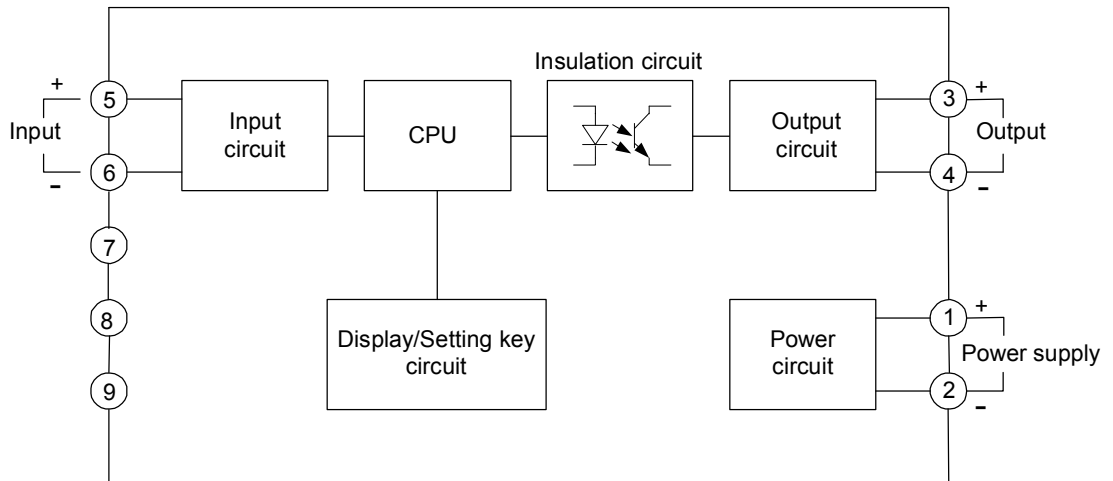 Insulation circuit
+
5
Input
circuit
CPU
Output
circuit
3
+
Input
Output
-
6
4
-
7
8
Display/Setting key
circuit
Power
circuit
1
+
Power supply
9
2
-